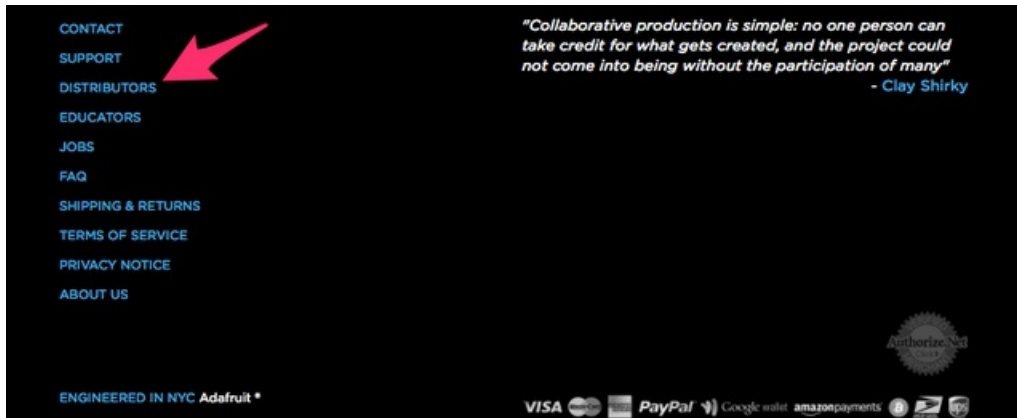 CONTACT
SUPPORT
DISTRIBUTORS
EDUCATORS
JOBS
FAQ
SHIPPING & RETURNS
TERMS OF SERVICE
PRIVACY NOTICE
ABOUT US
"Collaborative production is simple: no one person can
take credit for what gets created, and the project could
not come into being without the participation of many"
- Clay Shirky
Authorize.Net
ENGINEERED IN NYC Adafruit ®
VISA MasterCard PayPal Google wallet amazonpayments